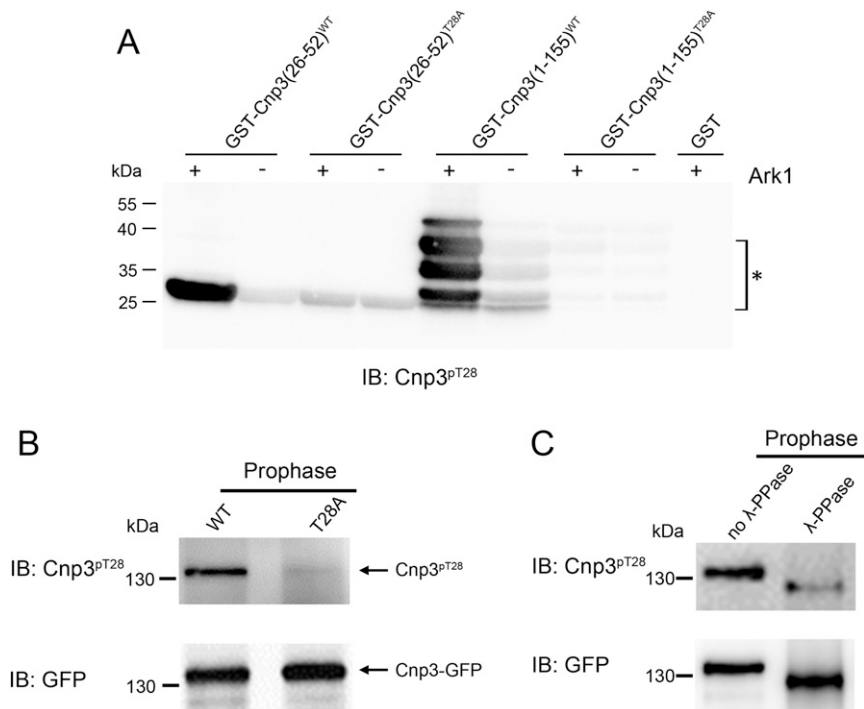 A
GST-Cnp3(26-52)WT
GST-Cnp3(26-52)T28A
GST-Cnp3(1-155)WT
GST-Cnp3(1-155)T28A
GST
kDa + - + - + - + - + Ark1
55
40
35
25
*
IB: Cnp3pT28
B
Prophase
WT T28A
kDa
IB: Cnp3pT28 130 Cnp3pT28
IB: GFP 130 Cnp3-GFP
C
Prophase
no λ-PPase λ-PPase
kDa
IB: Cnp3pT28 130
IB: GFP 130